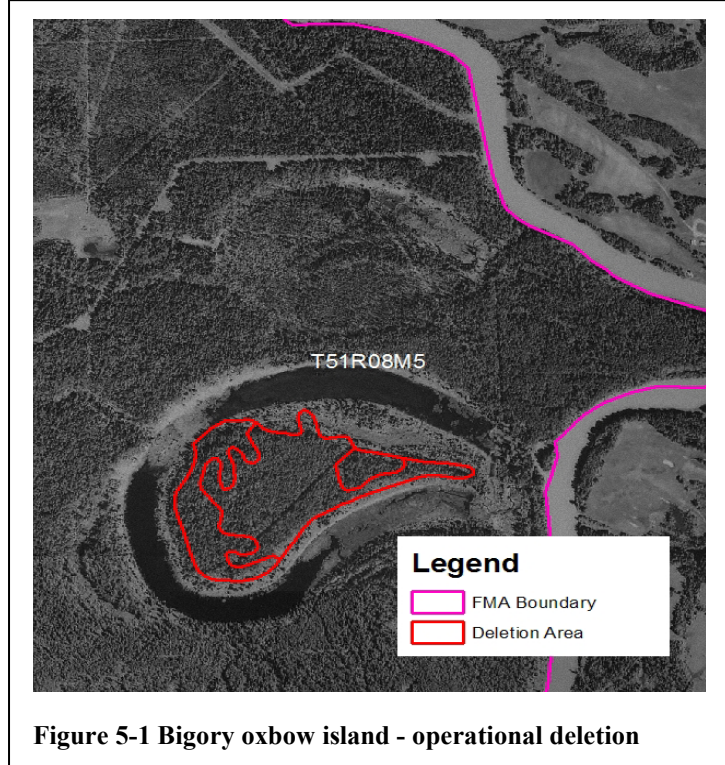 T51R08M5
Legend
FMA Boundary
Deletion Area
Figure 5-1 Bigory oxbow island - operational deletion